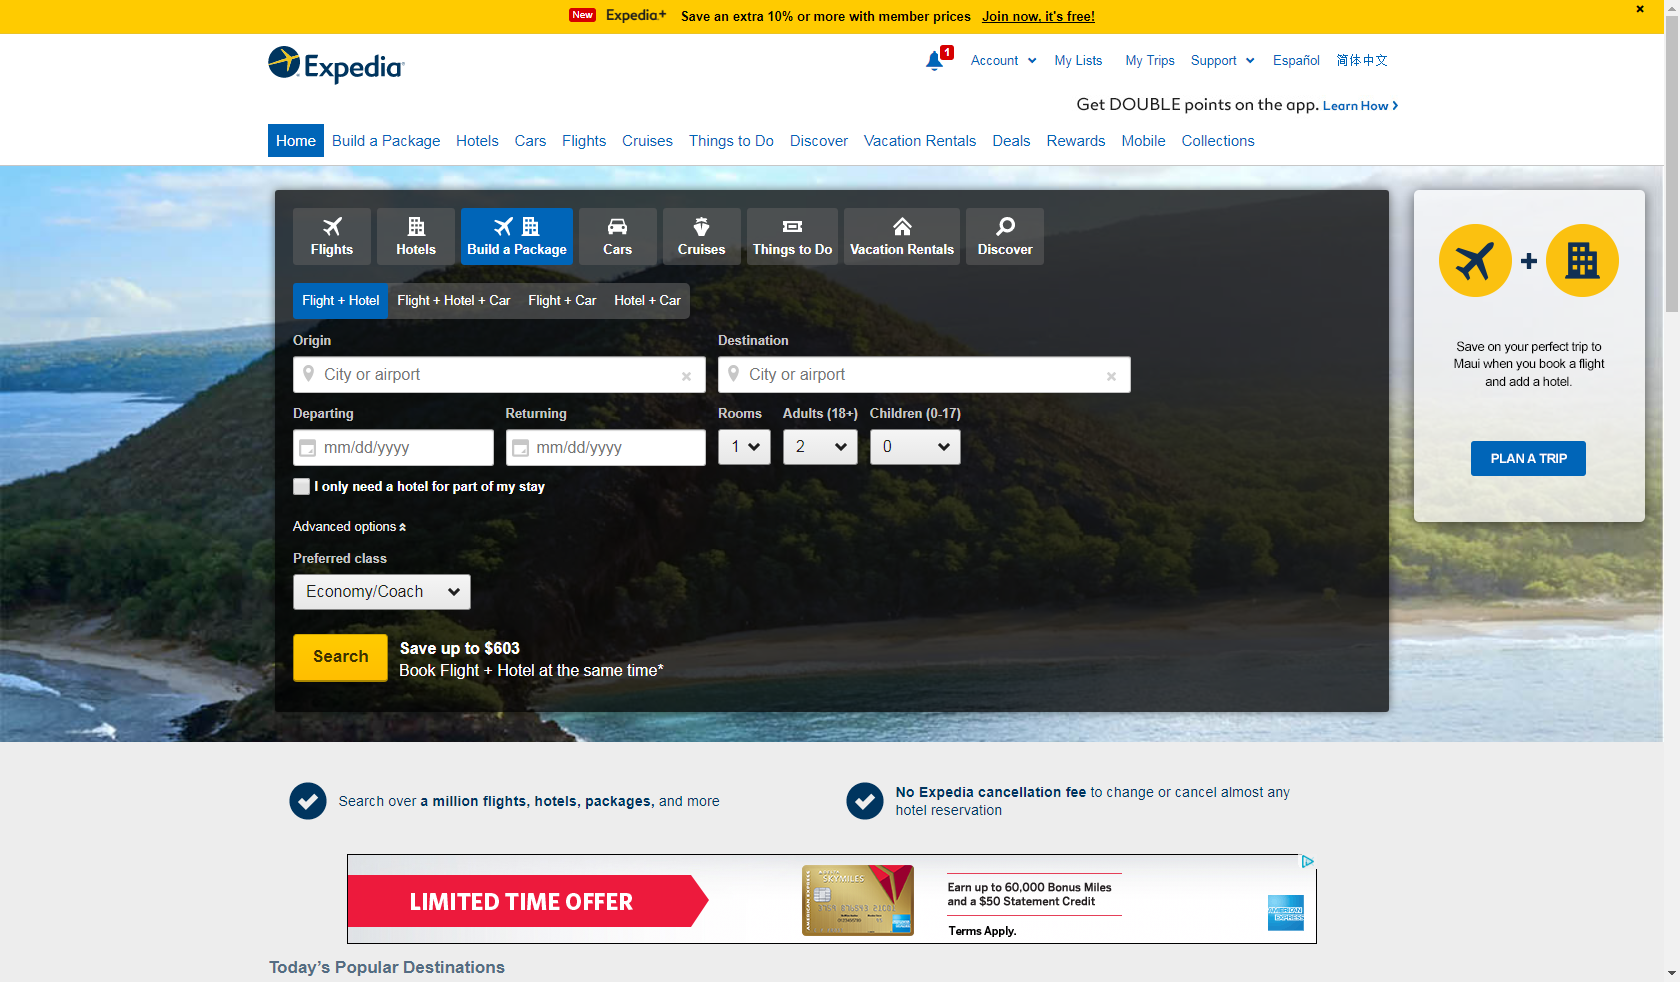 New Expedia+ Save an extra 10% or more with member prices Join now, it's free!
Expedia
1 Account My Lists My Trips Support Español 简体中文
Get DOUBLE points on the app. Learn How
Home Build a Package Hotels Cars Flights Cruises Things to Do Discover Vacation Rentals Deals Rewards Mobile Collections
Flights Hotels Build a Package Cars Cruises Things to Do Vacation Rentals Discover
Flight + Hotel Flight + Hotel + Car Flight + Car Hotel + Car
Origin Destination
City or airport City or airport
Departing Returning Rooms Adults (18+) Children (0-17)
mm/dd/yyyy mm/dd/yyyy 1 2 0
I only need a hotel for part of my stay
Advanced options
Preferred class
Economy/Coach
Search
Save up to $603
Book Flight + Hotel at the same time*
Save on your perfect trip to
Maui when you book a flight
and add a hotel.
PLAN A TRIP
Search over a million flights, hotels, packages, and more
No Expedia cancellation fee to change or cancel almost any
hotel reservation
LIMITED TIME OFFER
SKYMILES
AMERICAN EXPRESS
Earn up to 60,000 Bonus Miles
and a $50 Statement Credit
Terms Apply.
AMERICAN
EXPRESS
Today's Popular Destinations